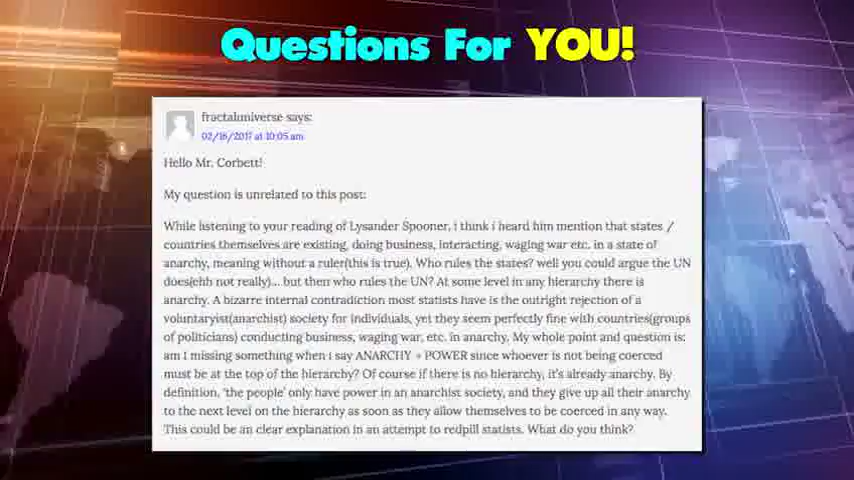 Questions For YOU!
fractaluniverse says:
02/16/2017 at 10:05 am
Hello Mr. Corbett!
My question is unrelated to this post:
While listening to your reading of Lysander Spooner, i think i heard him mention that states /
countries themselves are existing, doing business, interacting, waging war etc. in a state of
anarchy, meaning without a ruler(this is true). Who rules the states? well you could argue the UN
does(ehh not really)... but then who rules the UN? At some level in any hierarchy there is
anarchy. A bizarre internal contradiction most statists have is the outright rejection of a
voluntaryist(anarchist) society for individuals, yet they seem perfectly fine with countries(groups
of politicians) conducting business, waging war, etc. in anarchy. My whole point and question is:
am I missing something when i say ANARCHY = POWER since whoever is not being coerced
must be at the top of the hierarchy? Of course if there is no hierarchy, it's already anarchy. By
definition, 'the people' only have power in an anarchist society, and they give up all their anarchy
to the next level on the hierarchy as soon as they allow themselves to be coerced in any way.
This could be an clear explanation in an attempt to redpill statists. What do you think?